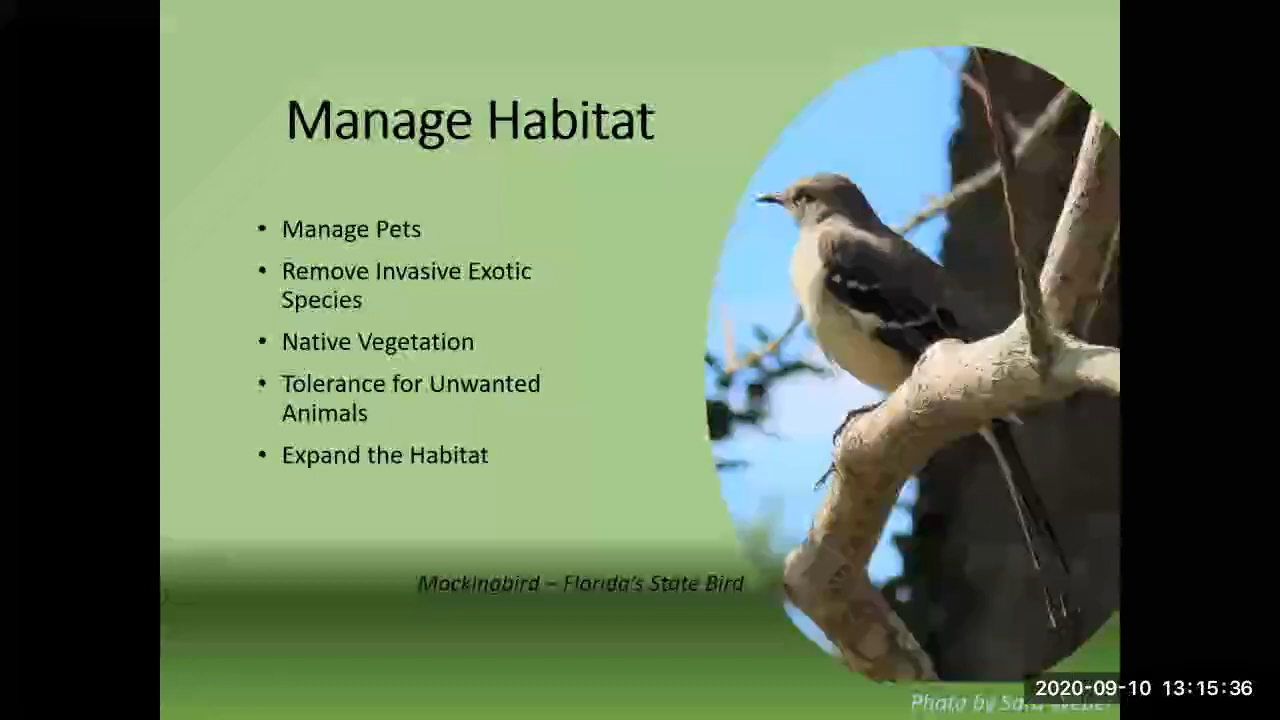 Manage Habitat
• Manage Pets
• Remove Invasive Exotic
Species
• Native Vegetation
• Tolerance for Unwanted
Animals
• Expand the Habitat
Mockingbird – Florida's State Bird
2020-09-10 13:15:36
Photo by